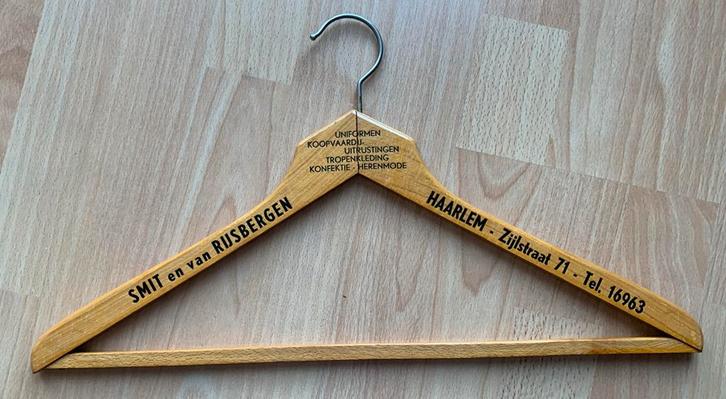 UNIFORMEN
KOOPVAARDIJ-
UITRUSTINGEN
TROPENKLEDING
KONFEKTIE - HERENMODE
SMIT en van RIJSBERGEN
HAARLEM - Zijlstraat 71 - Tel. 16963